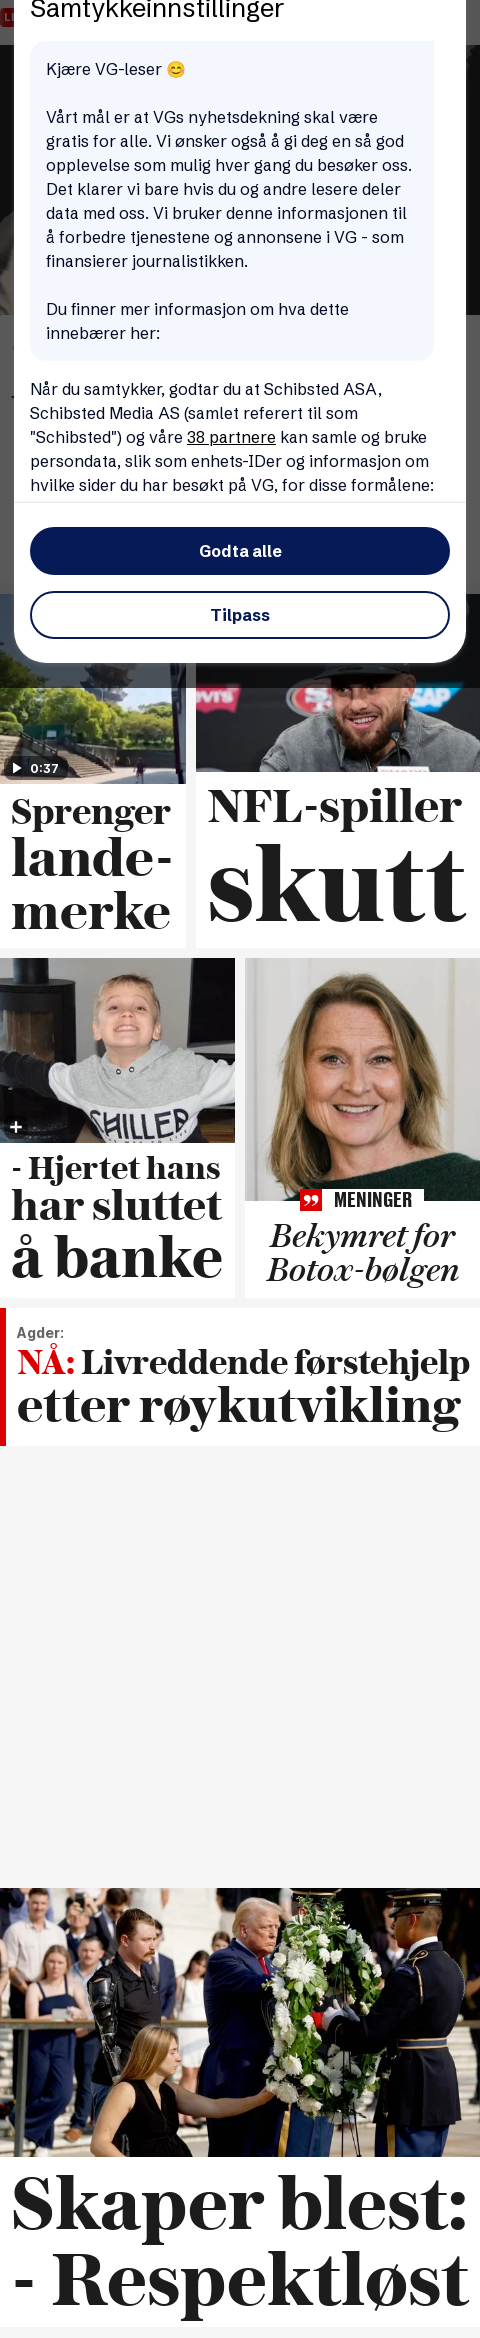 Samtykkeinnstillinger
Kjære VG-leser 😊
Vårt mål er at VGs nyhetsdekning skal være
gratis for alle. Vi ønsker også å gi deg en så god
opplevelse som mulig hver gang du besøker oss.
Det klarer vi bare hvis du og andre lesere deler
data med oss. Vi bruker denne informasjonen til
å forbedre tjenestene og annonsene i VG - som
finansierer journalistikken.
Du finner mer informasjon om hva dette
innebærer her:
Når du samtykker, godtar du at Schibsted ASA,
Schibsted Media AS (samlet referert til som
"Schibsted") og våre 38 partnere kan samle og bruke
persondata, slik som enhets-IDer og informasjon om
hvilke sider du har besøkt på VG, for disse formålene:
Godta alle
Tilpass
0:37
Sprenger
lande-
merke
NFL-spiller
skutt
CHILLER
- Hjertet hans
har sluttet
å banke
MENINGER
Bekymret for
Botox-bølgen
Agder:
NÅ: Livreddende førstehjelp
etter røykutvikling
Skaper blest:
- Respektløst